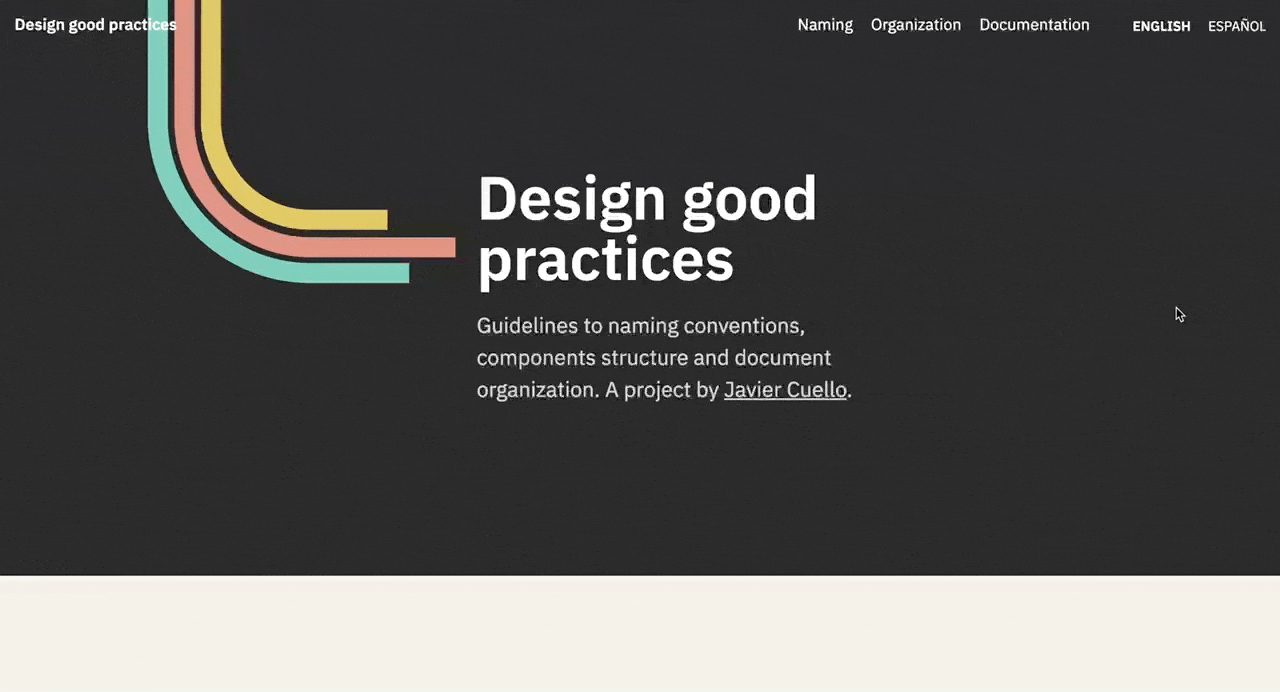 Design good practices
Naming Organization Documentation ENGLISH ESPAÑOL
Design good
practices
Guidelines to naming conventions,
components structure and document
organization. A project by Javier Cuello.